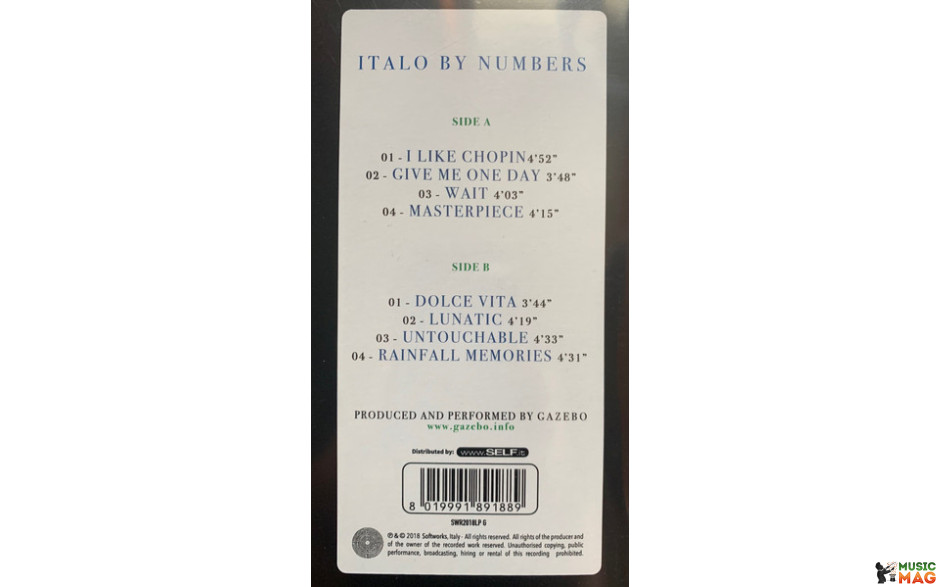 ITALO BY NUMBERS
SIDE A
01 - I LIKE CHOPIN 4'52"
02 - GIVE ME ONE DAY 3'48"
03 - WAIT 4'03"
04 - MASTERPIECE 4'15"
SIDE B
01 - DOLCE VITA 3'44"
02 - LUNATIC 4'19"
03 - UNTOUCHABLE 4'33"
04 - RAINFALL MEMORIES 4'31"
PRODUCED AND PERFORMED BY GAZEBO
www.gazebo.info
Distributed by: www.SELF.it
8 019991 891889
SWR2018LP G
℗ & © 2018 Softworks, Italy - All rights reserved. All rights of the producer and
of the owner of the recorded work reserved. Unauthorised copying, public
performance, broadcasting, hiring or rental of this recording prohibited.
MUSIC
MAG